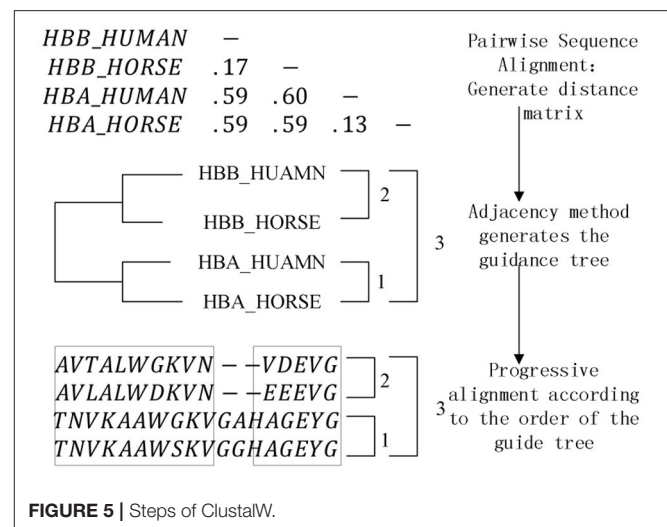 HBB_HUMAN –
HBB_HORSE .17 –
HBA_HUMAN .59 .60 –
HBA_HORSE .59 .59 .13 –
Pairwise Sequence
Alignment:
Generate distance
matrix
HBB_HUAMN
HBB_HORSE
HBA_HUAMN
HBA_HORSE
2
1
3
Adjacency method
generates the
guidance tree
AVTALWGKVN – –VDEVG
AVLALWDKVN – –EEEVG
TNVKAAWGKVGAHAGEYG
TNVKAAWSKVGGHAGEYG
2
1
3
Progressive
alignment according
to the order of the
guide tree
FIGURE 5 | Steps of ClustalW.